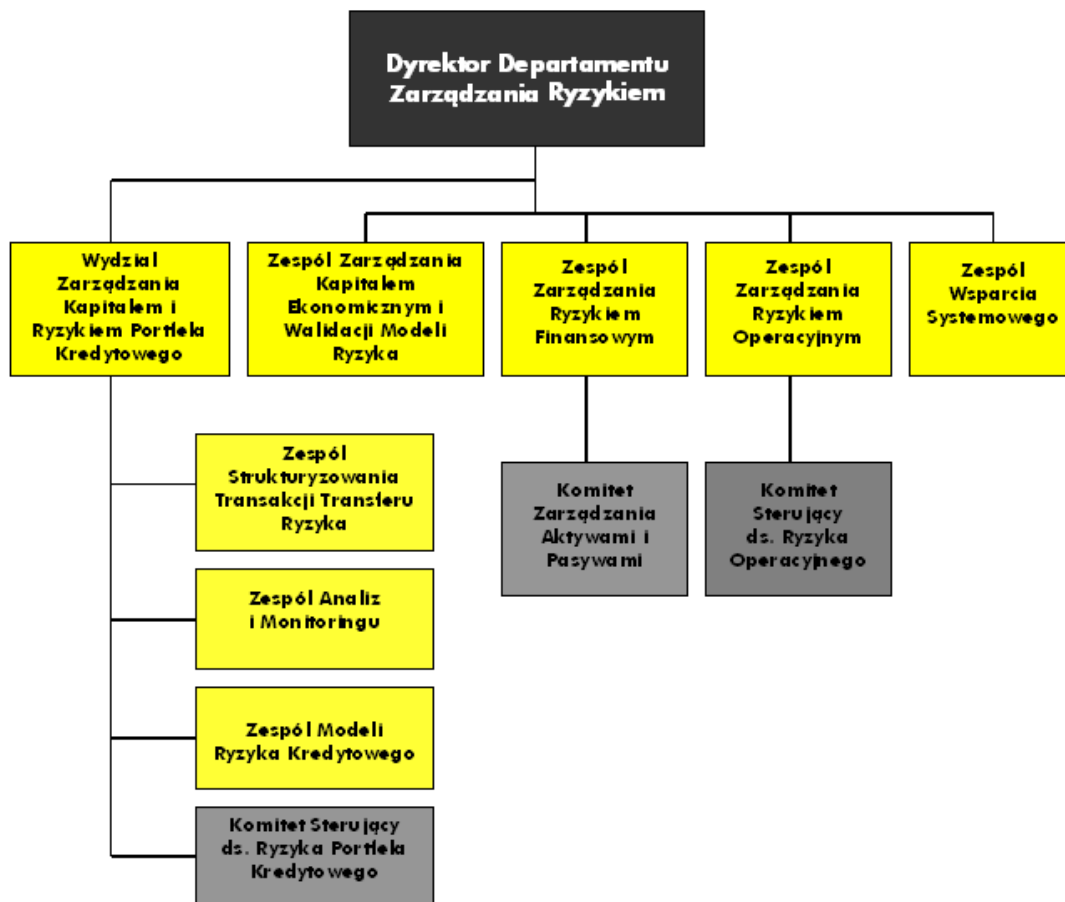 Dyrektor Departamentu
Zarządzania Ryzykiem
Wydział
Zarządzania
Kapitałem i
Ryzykiem Portfela
Kredytowego
Zespół Zarządzania
Kapitałem
Ekonomicznym i
Walidacji Modeli
Ryzyka
Zespół
Zarządzania
Ryzykiem
Finansowym
Zespół
Zarządzania
Ryzykiem
Operacyjnym
Zespół
Wsparcia
Systemowego
Zespół
Strukturyzowania
Transakcji Transferu
Ryzyka
Komitet
Zarządzania
Aktywami i
Pasywami
Komitet
Sterujący
ds. Ryzyka
Operacyjnego
Zespół Analiz
i Monitoringu
Zespół Modeli
Ryzyka Kredytowego
Komitet Sterujący
ds. Ryzyka Portfela
Kredytowego